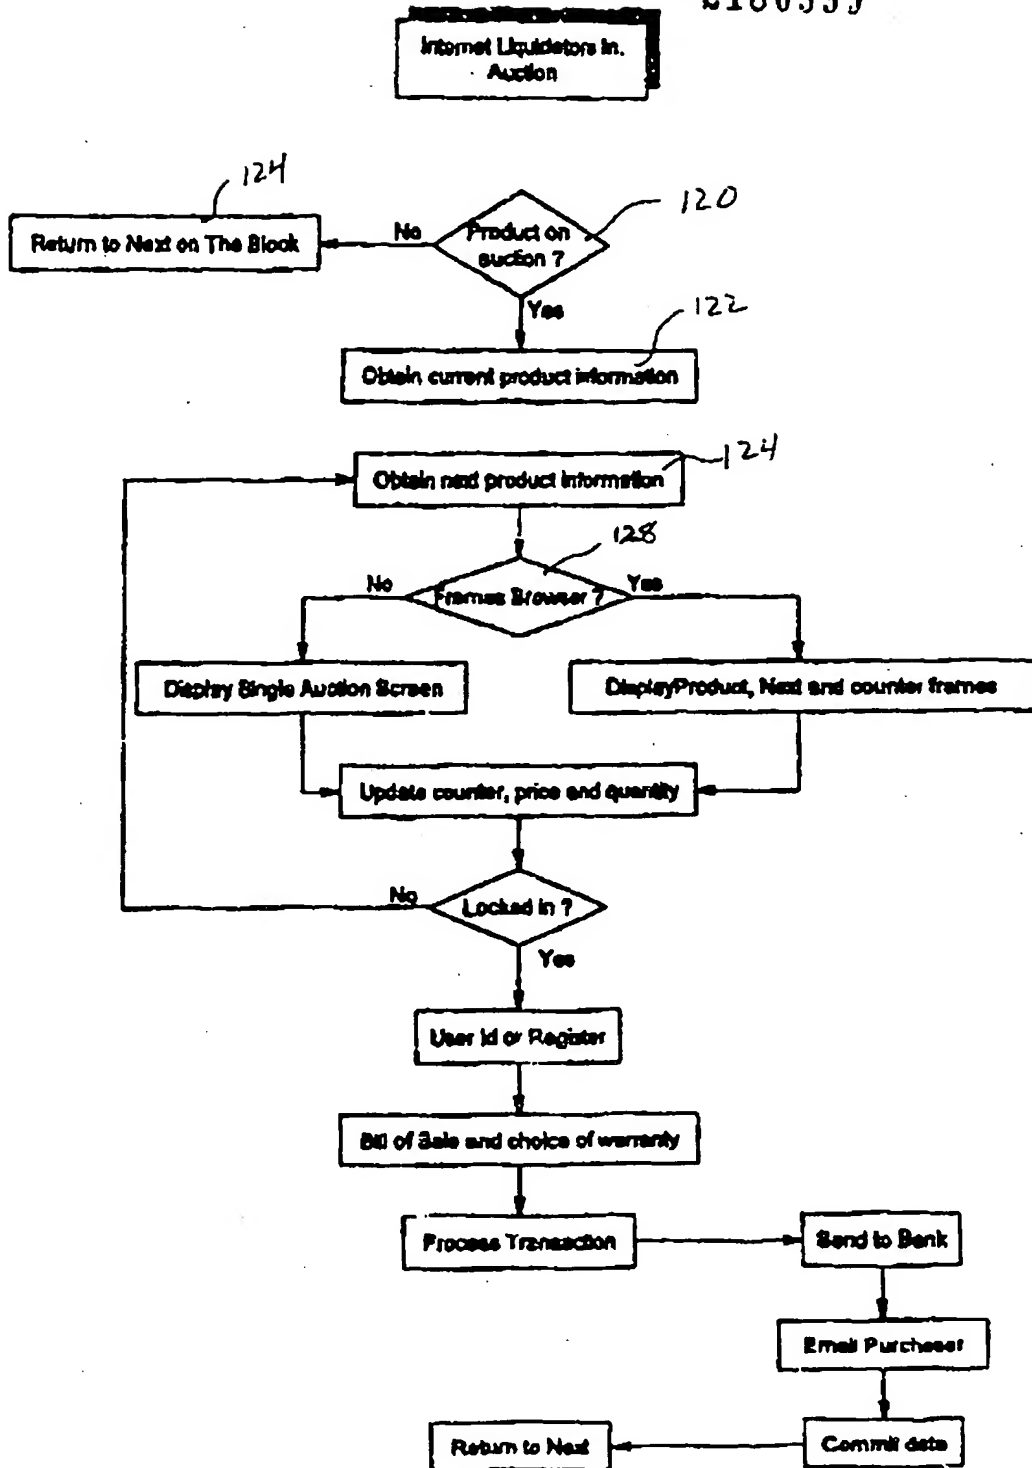 Internet Liquidators In.
Auction
124
120
No
Product on
auction ?
Return to Next on The Block
Yes
122
Obtain current product information
124
Obtain next product information
128
No
Frames Browser ?
Yes
Display Single Auction Screen
DisplayProduct, Next and counter frames
Update counter, price and quantity
No
Locked in ?
Yes
User Id or Register
Bill of Sale and choice of warranty
Process Transaction
Send to Bank
Email Purchaser
Commit data
Return to Next